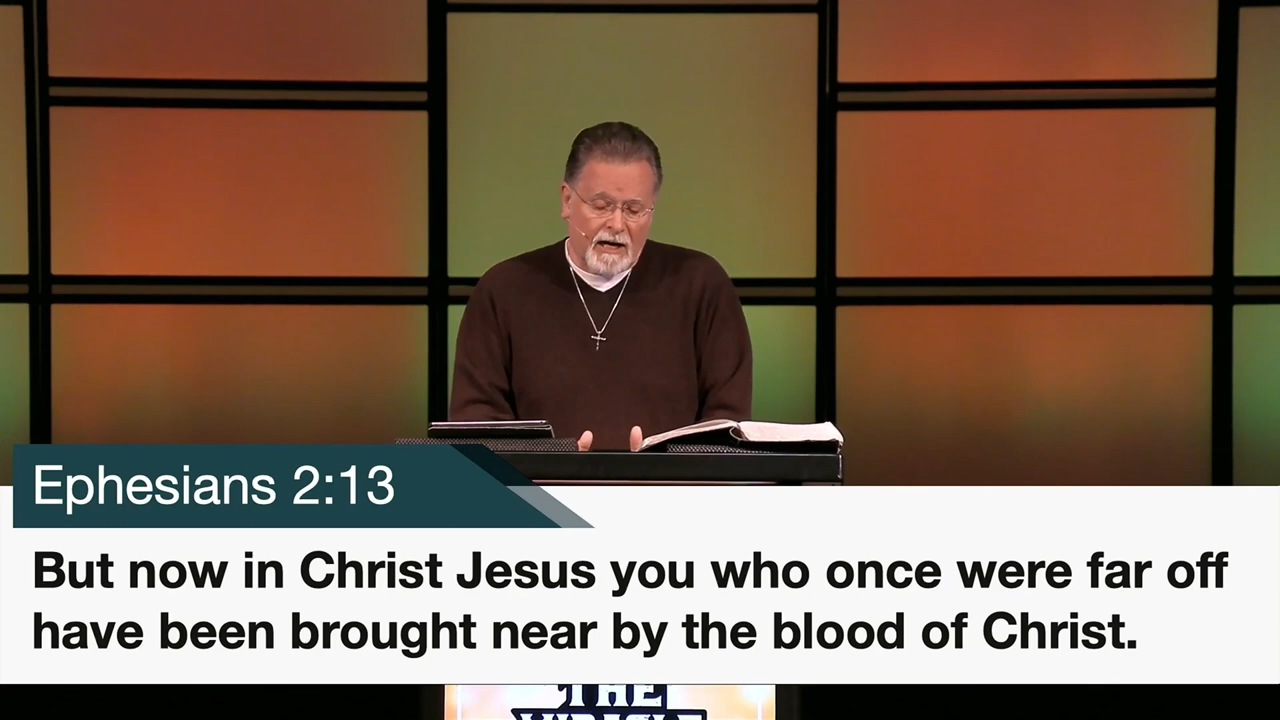 Ephesians 2:13
But now in Christ Jesus you who once were far off
have been brought near by the blood of Christ.
THE